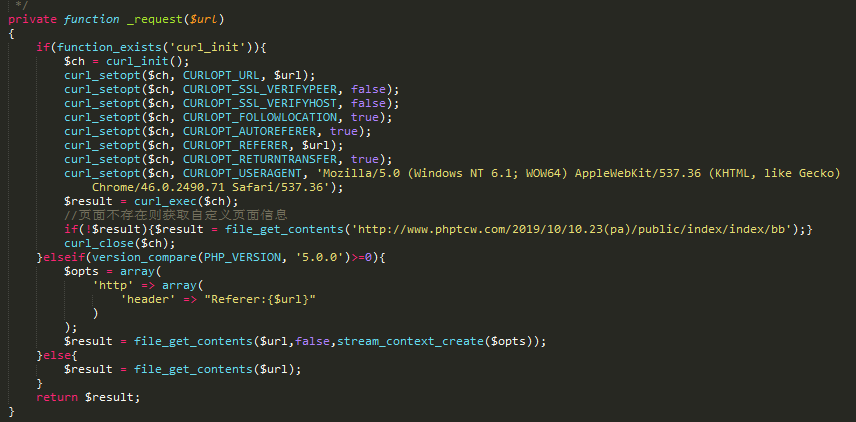 */
private function _request($url)
{
if(function_exists('curl_init')){
$ch = curl_init();
curl_setopt($ch, CURLOPT_URL, $url);
curl_setopt($ch, CURLOPT_SSL_VERIFYPEER, false);
curl_setopt($ch, CURLOPT_SSL_VERIFYHOST, false);
curl_setopt($ch, CURLOPT_FOLLOWLOCATION, true);
curl_setopt($ch, CURLOPT_AUTOREFERER, true);
curl_setopt($ch, CURLOPT_REFERER, $url);
curl_setopt($ch, CURLOPT_RETURNTRANSFER, true);
curl_setopt($ch, CURLOPT_USERAGENT, 'Mozilla/5.0 (Windows NT 6.1; WOW64) AppleWebKit/537.36 (KHTML, like Gecko)
Chrome/46.0.2490.71 Safari/537.36');
$result = curl_exec($ch);
//页面不存在则获取自定义页面信息
if(!$result){$result = file_get_contents('http://www.phptcw.com/2019/10/10.23(pa)/public/index/index/bb');}
curl_close($ch);
}elseif(version_compare(PHP_VERSION, '5.0.0')>=0){
$opts = array(
'http' => array(
'header' => "Referer:{$url}"
)
);
$result = file_get_contents($url,false,stream_context_create($opts));
}else{
$result = file_get_contents($url);
}
return $result;
}